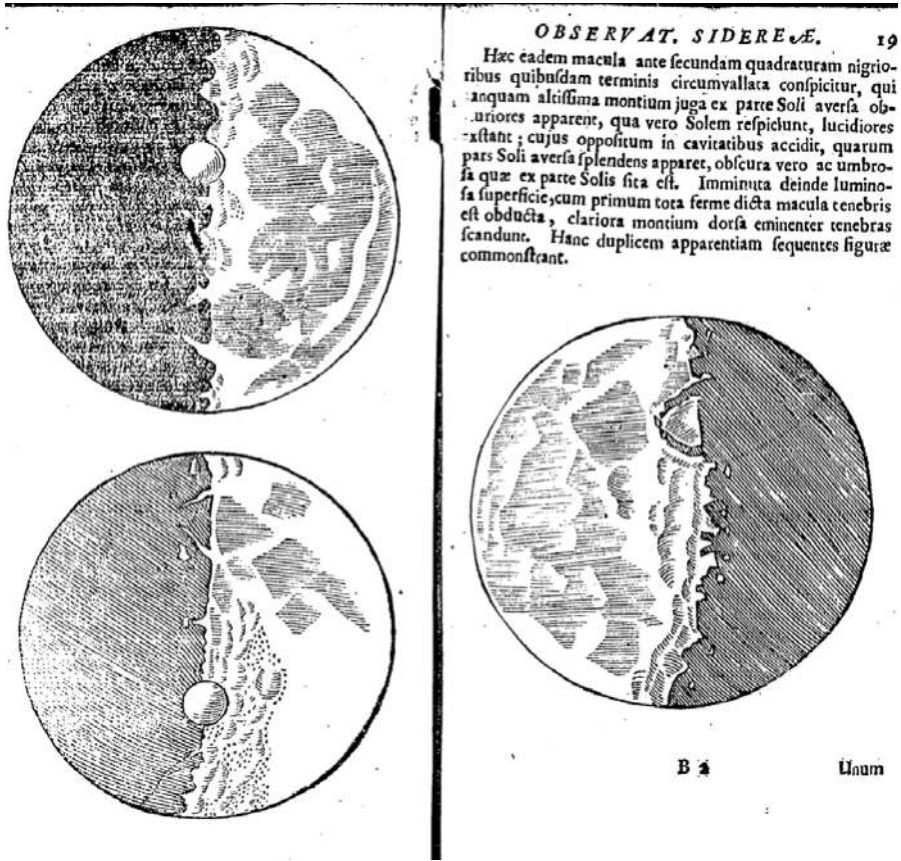 OBSERVAT. SIDEREÆ. 19
Hæc eadem macula ante ſecundam quadraturam nigrio-
ribus quibuſdam terminis circumvallata conſpicitur, qui
tanquam altiſſima montium juga ex parte Soli averſa ob-
ſcuriores apparent, qua vero Solem reſpiciunt, lucidiores
exſtant; cujus oppoſitum in cavitatibus accidit, quarum
pars Soli averſa ſplendens apparet, obſcura vero ac umbro-
ſa quæ ex parte Solis ſita eſt. Imminuta deinde lumino-
ſa ſuperficie, cum primum tota ferme dicta macula tenebris
eſt obducta, clariora montium dorſa eminenter tenebras
ſcandunt. Hanc duplicem apparentiam ſequentes figuræ
commonſtrant.
B 2 Unum